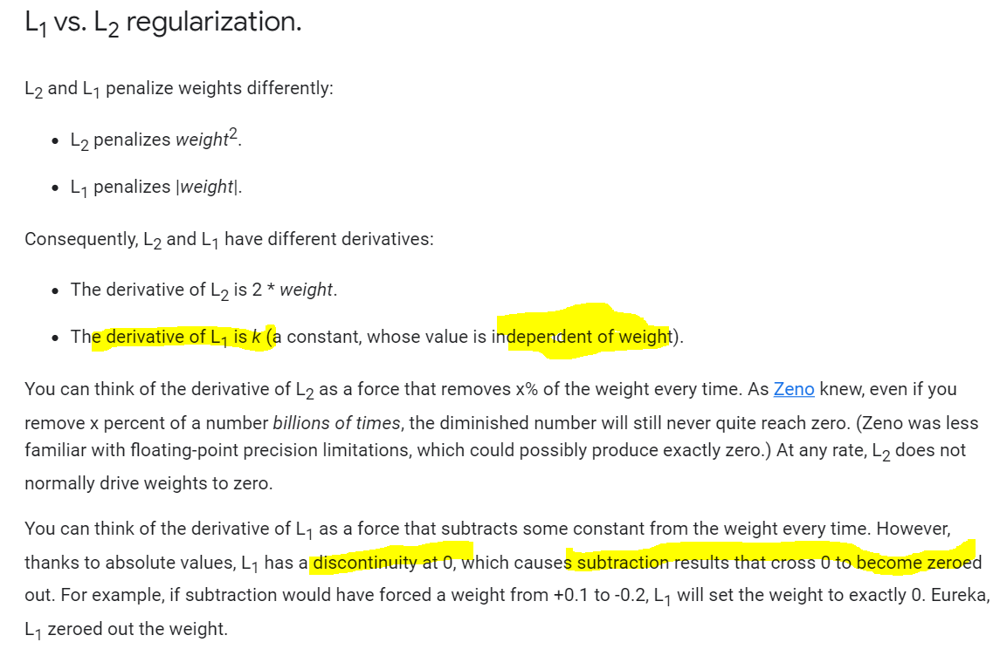 L₁ vs. L₂ regularization.
L₂ and L₁ penalize weights differently:
• L₂ penalizes weight².
• L₁ penalizes |weight|.
Consequently, L₂ and L₁ have different derivatives:
• The derivative of L₂ is 2 * weight.
• The derivative of L₁ is k (a constant, whose value is independent of weight).
You can think of the derivative of L₂ as a force that removes x% of the weight every time. As Zeno knew, even if you
remove x percent of a number billions of times, the diminished number will still never quite reach zero. (Zeno was less
familiar with floating-point precision limitations, which could possibly produce exactly zero.) At any rate, L₂ does not
normally drive weights to zero.
You can think of the derivative of L₁ as a force that subtracts some constant from the weight every time. However,
thanks to absolute values, L₁ has a discontinuity at 0, which causes subtraction results that cross 0 to become zeroed
out. For example, if subtraction would have forced a weight from +0.1 to -0.2, L₁ will set the weight to exactly 0. Eureka,
L₁ zeroed out the weight.